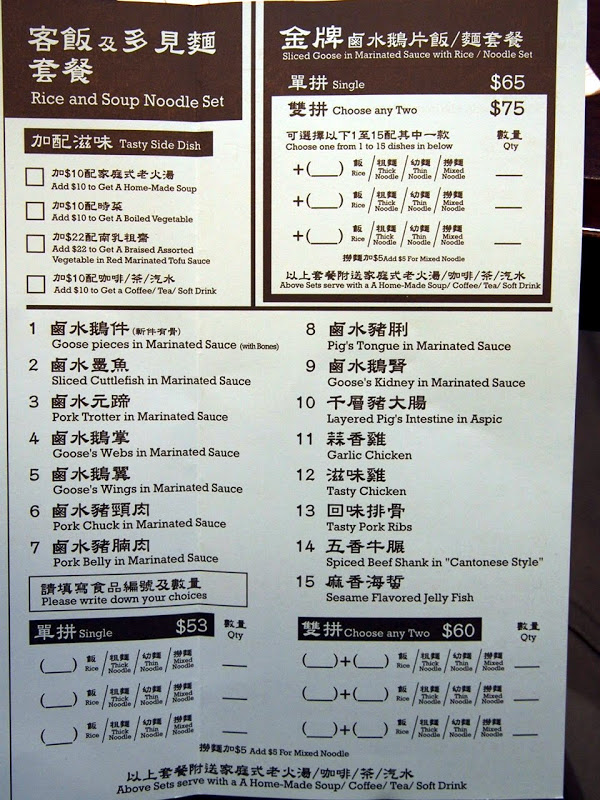 客飯及多見麵
套餐
Rice and Soup Noodle Set
加配滋味 Tasty Side Dish
加$10配家庭式老火湯
Add $10 to Get A Home-Made Soup
加$10配時菜
Add $10 to Get A Boiled Vegetable
加$22配南乳粗齋
Add $22 to Get A Braised Assorted
Vegetable in Red Marinated Tofu Sauce
加$10配咖啡/茶/汽水
Add $10 to Get a Coffee/ Tea/ Soft Drink
金牌鹵水鵝片飯/麵套餐
Sliced Goose in Marinated Sauce with Rice / Noodle Set
單拼 Single $65
雙拼 Choose any Two $75
可選擇以下1至15配其中一款 數量
Choose one from 1 to 15 dishes in below Qty
+(__) 飯/粗麵/幼麵/撈麵 __
Rice Thick Noodle Thin Noodle Mixed Noodle
+(__) 飯/粗麵/幼麵/撈麵 __
Rice Thick Noodle Thin Noodle Mixed Noodle
+(__) 飯/粗麵/幼麵/撈麵 __
Rice Thick Noodle Thin Noodle Mixed Noodle
撈麵加$5 Add $5 For Mixed Noodle
以上套餐附送家庭式老火湯/咖啡/茶/汽水
Above Sets serve with a A Home-Made Soup/ Coffee/ Tea/ Soft Drink
1 鹵水鵝件(斬件有骨)
Goose pieces in Marinated Sauce (with Bones)
2 鹵水墨魚
Sliced Cuttlefish in Marinated Sauce
3 鹵水元蹄
Pork Trotter in Marinated Sauce
4 鹵水鵝掌
Goose's Webs in Marinated Sauce
5 鹵水鵝翼
Goose's Wings in Marinated Sauce
6 鹵水豬頸肉
Pork Chuck in Marinated Sauce
7 鹵水豬腩肉
Pork Belly in Marinated Sauce
8 鹵水豬脷
Pig's Tongue in Marinated Sauce
9 鹵水鵝腎
Goose's Kidney in Marinated Sauce
10 千層豬大腸
Layered Pig's Intestine in Aspic
11 蒜香雞
Garlic Chicken
12 滋味雞
Tasty Chicken
13 回味排骨
Tasty Pork Ribs
14 五香牛𦟌
Spiced Beef Shank in "Cantonese Style"
15 麻香海蜇
Sesame Flavored Jelly Fish
請填寫食品編號及數量
Please write down your choices
單拼 Single $53 數量
Qty
(__) 飯/粗麵/幼麵/撈麵 __
Rice Thick Noodle Thin Noodle Mixed Noodle
(__) 飯/粗麵/幼麵/撈麵 __
Rice Thick Noodle Thin Noodle Mixed Noodle
(__) 飯/粗麵/幼麵/撈麵 __
Rice Thick Noodle Thin Noodle Mixed Noodle
雙拼 Choose any Two $60 數量
Qty
(__)+(__) 飯/粗麵/幼麵/撈麵 __
Rice Thick Noodle Thin Noodle Mixed Noodle
(__)+(__) 飯/粗麵/幼麵/撈麵 __
Rice Thick Noodle Thin Noodle Mixed Noodle
(__)+(__) 飯/粗麵/幼麵/撈麵 __
Rice Thick Noodle Thin Noodle Mixed Noodle
撈麵加$5 Add $5 For Mixed Noodle
以上套餐附送家庭式老火湯/咖啡/茶/汽水
Above Sets serve with a A Home-Made Soup/ Coffee/ Tea/ Soft Drink